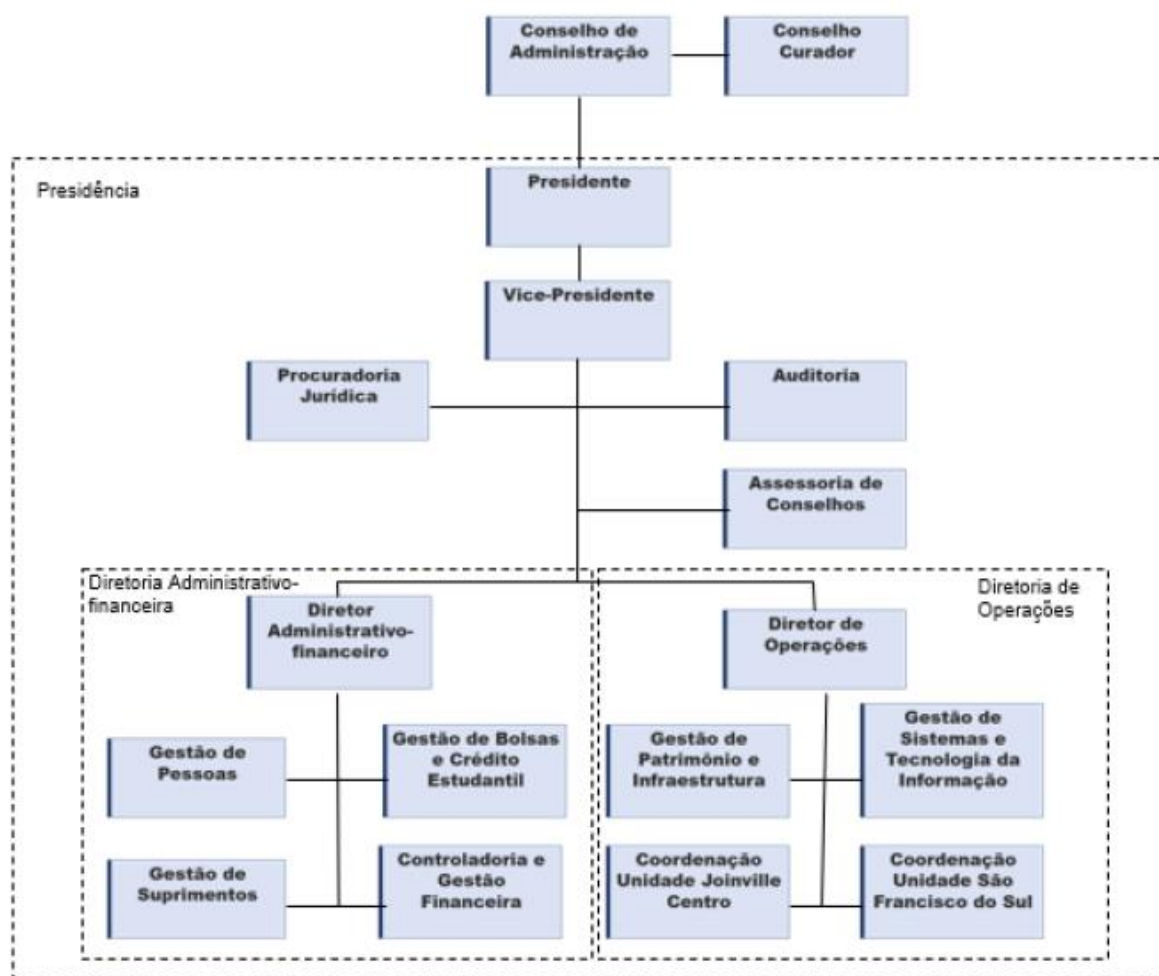 Conselho de
Administração
Conselho
Curador
Presidência
Presidente
Vice-Presidente
Procuradoria
Jurídica
Auditoria
Assessoria de
Conselhos
Diretoria Administrativo-
financeira
Diretoria de
Operações
Diretor
Administrativo-
financeiro
Diretor de
Operações
Gestão de
Pessoas
Gestão de Bolsas
e Crédito
Estudantil
Gestão de
Patrimônio e
Infraestrutura
Gestão de
Sistemas e
Tecnologia da
Informação
Gestão de
Suprimentos
Controladoria e
Gestão
Financeira
Coordenação
Unidade Joinville
Centro
Coordenação
Unidade São
Francisco do Sul